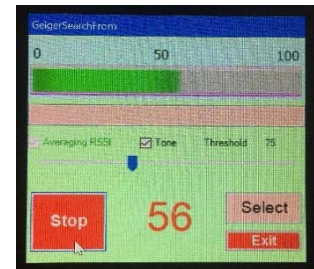 GeigerSearchFrom
0 50 100
Averaging RSSI Tone Threshold 75
Stop 56 Select
Exit